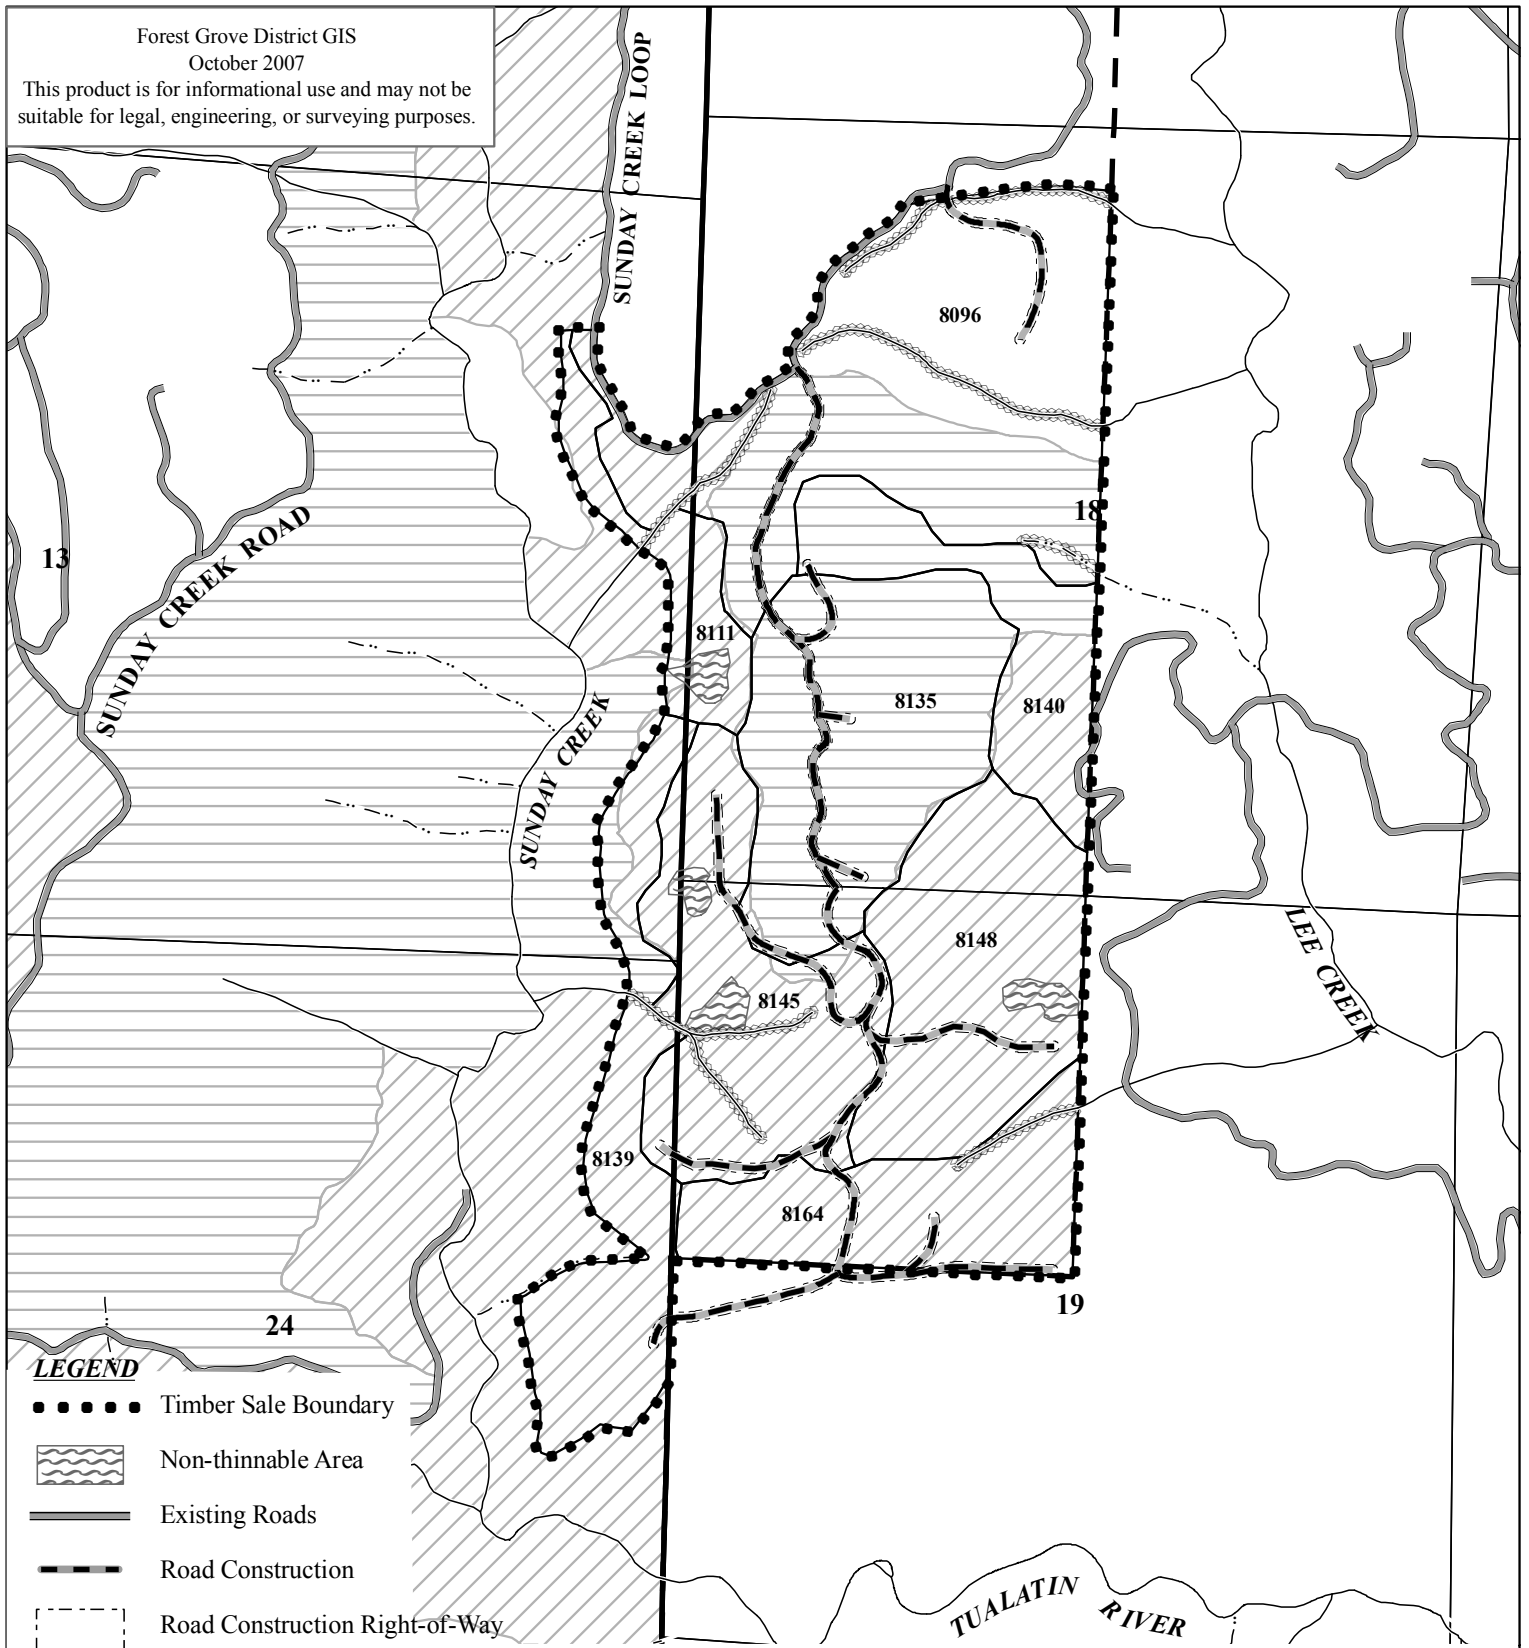 Forest Grove District GIS
October 2007
This product is for informational use and may not be
suitable for legal, engineering, or surveying purposes.
SUNDAY CREEK LOOP
8096
18
13
SUNDAY CREEK ROAD
8111
8135
8140
SUNDAY CREEK
8148
LEE CREEK
8145
8139
8164
19
24
LEGEND
Timber Sale Boundary
Non-thinnable Area
Existing Roads
Road Construction
Road Construction Right-of-Way
TUALATIN RIVER